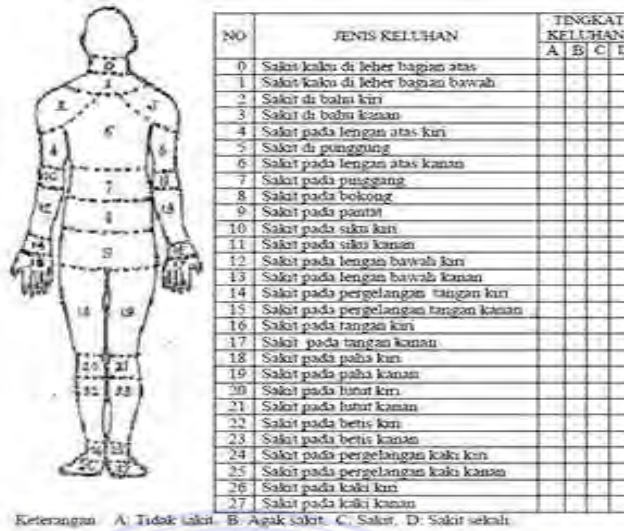 NO JENIS KELUHAN TINGKAT KELUHAN
A B C D
0 Sakit/kaku di leher bagian atas
1 Sakit/kaku di leher bagian bawah
2 Sakit di bahu kiri
3 Sakit di bahu kanan
4 Sakit pada lengan atas kiri
5 Sakit di punggung
6 Sakit pada lengan atas kanan
7 Sakit pada pinggang
8 Sakit pada bokong
9 Sakit pada pantat
10 Sakit pada siku kiri
11 Sakit pada siku kanan
12 Sakit pada lengan bawah kiri
13 Sakit pada lengan bawah kanan
14 Sakit pada pergelangan tangan kiri
15 Sakit pada pergelangan tangan kanan
16 Sakit pada tangan kiri
17 Sakit pada tangan kanan
18 Sakit pada paha kiri
19 Sakit pada paha kanan
20 Sakit pada lutut kiri
21 Sakit pada lutut kanan
22 Sakit pada betis kiri
23 Sakit pada betis kanan
24 Sakit pada pergelangan kaki kiri
25 Sakit pada pergelangan kaki kanan
26 Sakit pada kaki kiri
27 Sakit pada kaki kanan
Keterangan A: Tidak sakit. B. Agak sakit. C. Sakit. D: Sakit sekali.